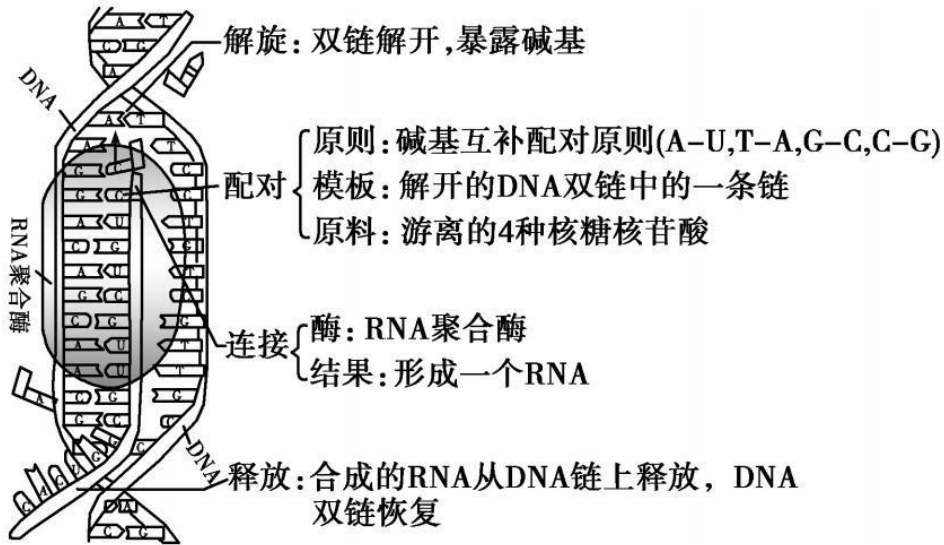 解旋：双链解开,暴露碱基
DNA
原则：碱基互补配对原则(A-U,T-A,G-C,C-G)
配对
模板：解开的DNA双链中的一条链
原料：游离的4种核糖核苷酸
RNA聚合酶
酶：RNA聚合酶
连接
结果：形成一个RNA
DNA
释放：合成的RNA从DNA链上释放，DNA
双链恢复
A T
C G
A
A T
A T
G C
G C C
A U T
C G G
A U T
G C C
C G G
A U T
A U T
C G G
G C C
C A C U G
C G